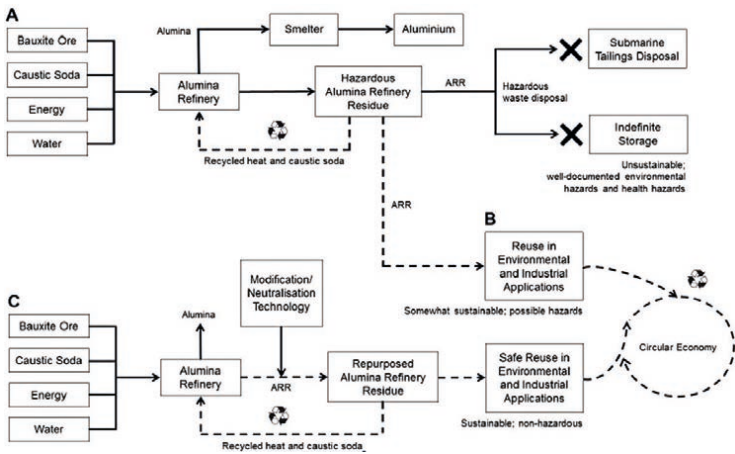 A
Bauxite Ore
Caustic Soda
Energy
Water
Alumina
Refinery
Alumina
Smelter
Aluminium
Hazardous
Alumina Refinery
Residue
Recycled heat and caustic soda
ARR
Hazardous
waste disposal
Submarine
Tailings Disposal
Indefinite
Storage
Unsustainable;
well-documented environmental
hazards and health hazards
ARR
B
Reuse in
Environmental
and Industrial
Applications
Somewhat sustainable; possible hazards
Circular Economy
C
Bauxite Ore
Caustic Soda
Energy
Water
Alumina
Alumina
Refinery
Modification/
Neutralisation
Technology
ARR
Repurposed
Alumina Refinery
Residue
Recycled heat and caustic soda
Safe Reuse in
Environmental
and Industrial
Applications
Sustainable; non-hazardous